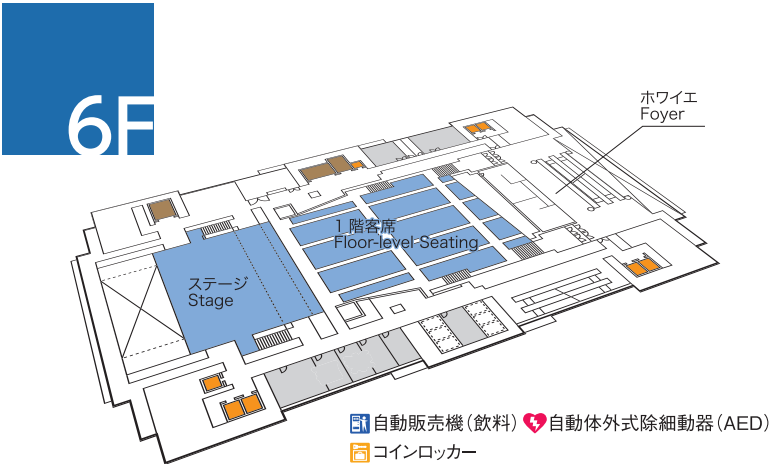 6F
ホワイエ
Foyer
1階客席
Floor-level Seating
ステージ
Stage
自動販売機（飲料） 自動体外式除細動器（AED）
コインロッカー